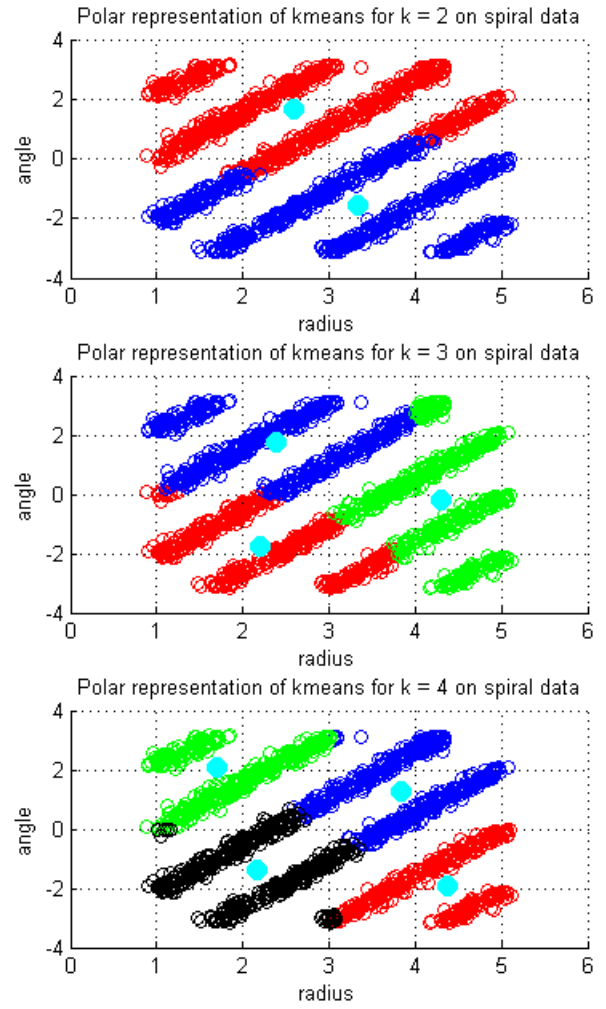 Polar representation of kmeans for k = 2 on spiral data
4
2
0
-2
-4
angle
0 1 2 3 4 5 6
radius
Polar representation of kmeans for k = 3 on spiral data
4
2
0
-2
-4
angle
0 1 2 3 4 5 6
radius
Polar representation of kmeans for k = 4 on spiral data
4
2
0
-2
-4
angle
0 1 2 3 4 5 6
radius